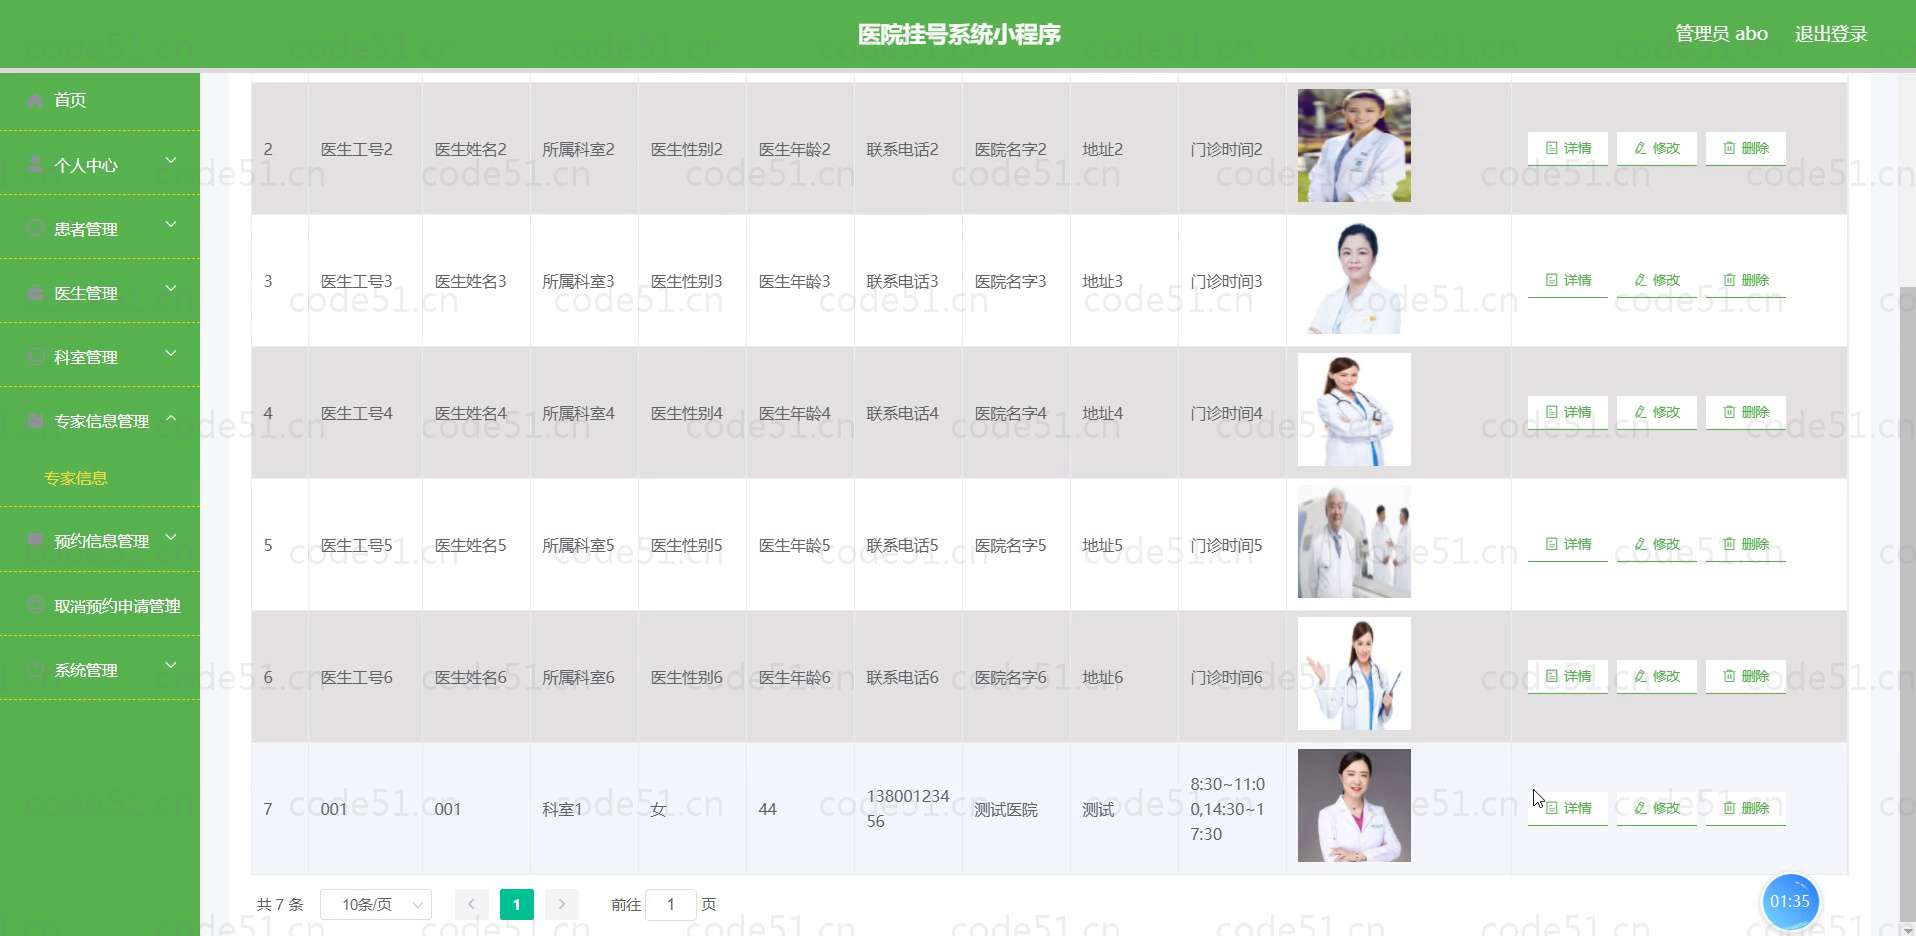 医院挂号系统小程序
管理员 abo 退出登录
首页
个人中心
患者管理
医生管理
科室管理
专家信息管理
专家信息
预约信息管理
取消预约申请管理
系统管理
2 医生工号2 医生姓名2 所属科室2 医生性别2 医生年龄2 联系电话2 医院名字2 地址2 门诊时间2 详情 修改 删除
3 医生工号3 医生姓名3 所属科室3 医生性别3 医生年龄3 联系电话3 医院名字3 地址3 门诊时间3 详情 修改 删除
4 医生工号4 医生姓名4 所属科室4 医生性别4 医生年龄4 联系电话4 医院名字4 地址4 门诊时间4 详情 修改 删除
5 医生工号5 医生姓名5 所属科室5 医生性别5 医生年龄5 联系电话5 医院名字5 地址5 门诊时间5 详情 修改 删除
6 医生工号6 医生姓名6 所属科室6 医生性别6 医生年龄6 联系电话6 医院名字6 地址6 门诊时间6 详情 修改 删除
7 001 001 科室1 女 44 13800123456 测试医院 测试 8:30~11:00,14:30~17:30 详情 修改 删除
共 7 条 10条/页 1 前往 1 页
01:35
code51.cn